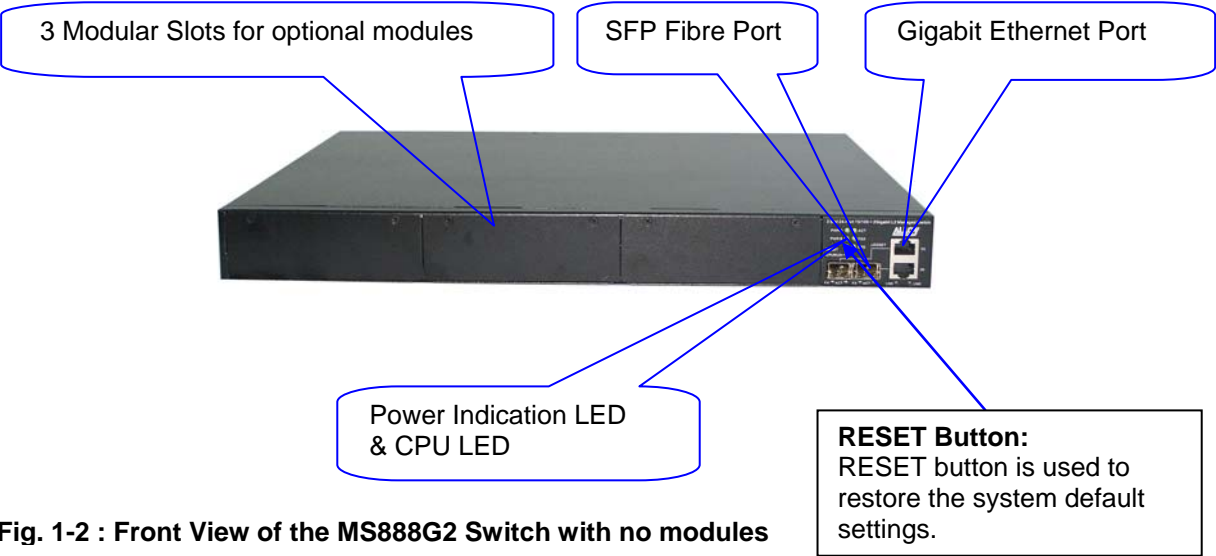 3 Modular Slots for optional modules
SFP Fibre Port
Gigabit Ethernet Port
Power Indication LED
& CPU LED
RESET Button:
RESET button is used to
restore the system default
settings.
Fig. 1-2 : Front View of the MS888G2 Switch with no modules